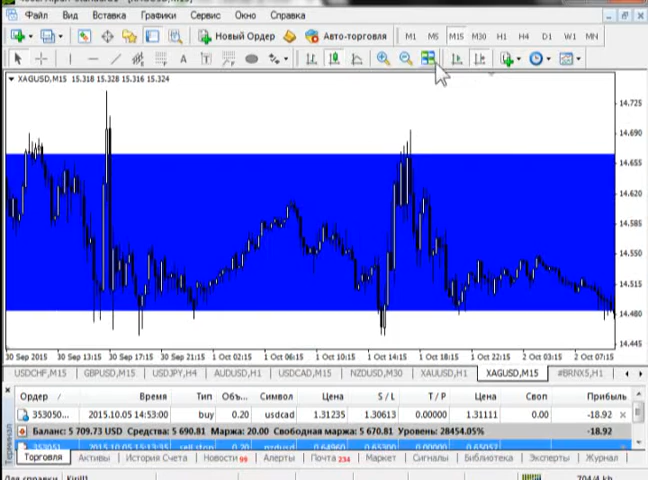 Файл Вид Вставка Графики Сервис Окно Справка
Новый Ордер Авто-торговля M1 M5 M15 M30 H1 H4 D1 W1 MN
XAGUSD,M15 15.318 15.328 15.316 15.324
14.725
14.690
14.655
14.620
14.585
14.550
14.515
14.480
14.445
30 Sep 2015 30 Sep 13:15 30 Sep 17:15 30 Sep 21:15 1 Oct 02:15 1 Oct 06:15 1 Oct 10:15 1 Oct 14:15 1 Oct 18:15 1 Oct 22:15 2 Oct 03:15 2 Oct 07:15
USDCHF,M15 GBPUSD,M15 USDJPY,H4 AUDUSD,H1 USDCAD,M15 NZDUSD,M30 XAUUSD,H1 XAGUSD,M15 #BRNX5,H1
Ордер Время Тип Объ... Символ Цена S / L T / P Цена Своп Прибыль
353050... 2015.10.05 14:53:00 buy 0.20 usdcad 1.31235 1.30613 0.00000 1.31111 0.00 -18.92
Баланс: 5 709.73 USD Средства: 5 690.81 Маржа: 20.00 Свободная маржа: 5 670.81 Уровень: 28454.05% -18.92
Терминал
Торговля Активы История Счета Новости 99 Алерты Почта 234 Маркет Сигналы Библиотека Эксперты Журнал